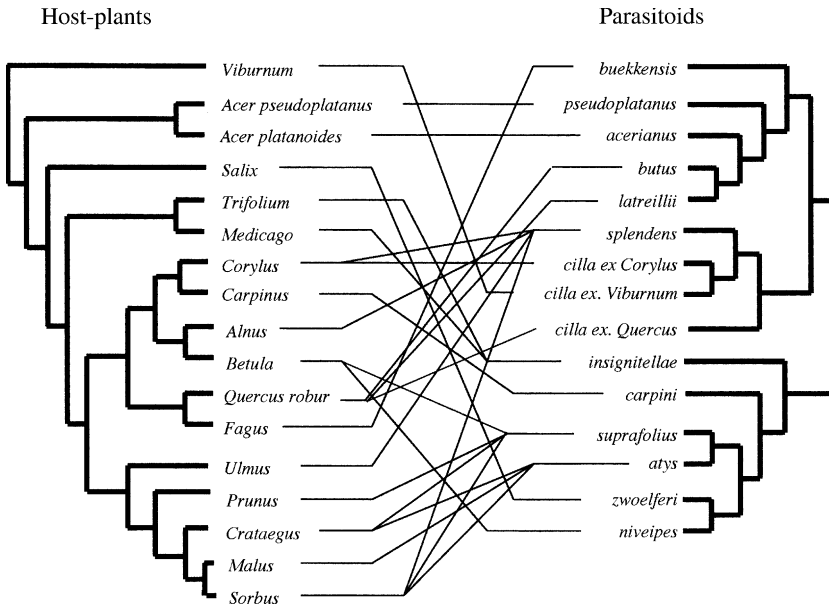 Host-plants
Parasitoids
Viburnum
Acer pseudoplatanus
Acer platanoides
Salix
Trifolium
Medicago
Corylus
Carpinus
Alnus
Betula
Quercus robur
Fagus
Ulmus
Prunus
Crataegus
Malus
Sorbus
buekkensis
pseudoplatanus
acerianus
butus
latreillii
splendens
cilla ex Corylus
cilla ex. Viburnum
cilla ex. Quercus
insignitellae
carpini
suprafolius
atys
zwoelferi
niveipes